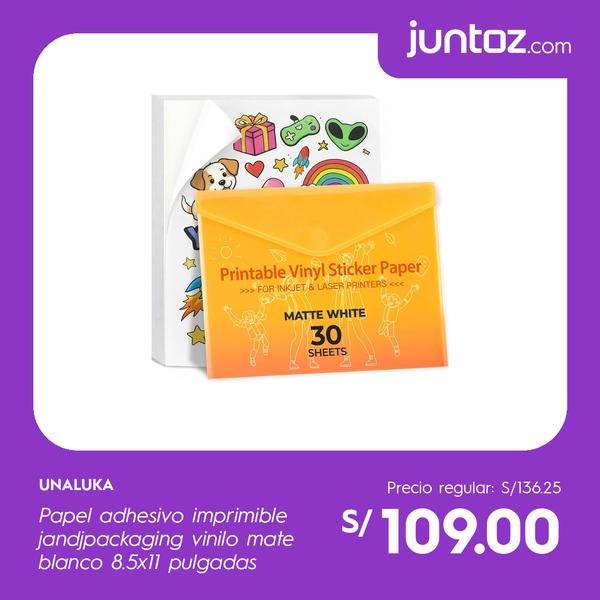 juntoz.com
Printable Vinyl Sticker Paper
>>> FOR INKJET & LASER PRINTERS <<<
MATTE WHITE
30
SHEETS
UNALUKA
Papel adhesivo imprimible
jandjpackaging vinilo mate
blanco 8.5x11 pulgadas
Precio regular: S/136.25
S/109.00